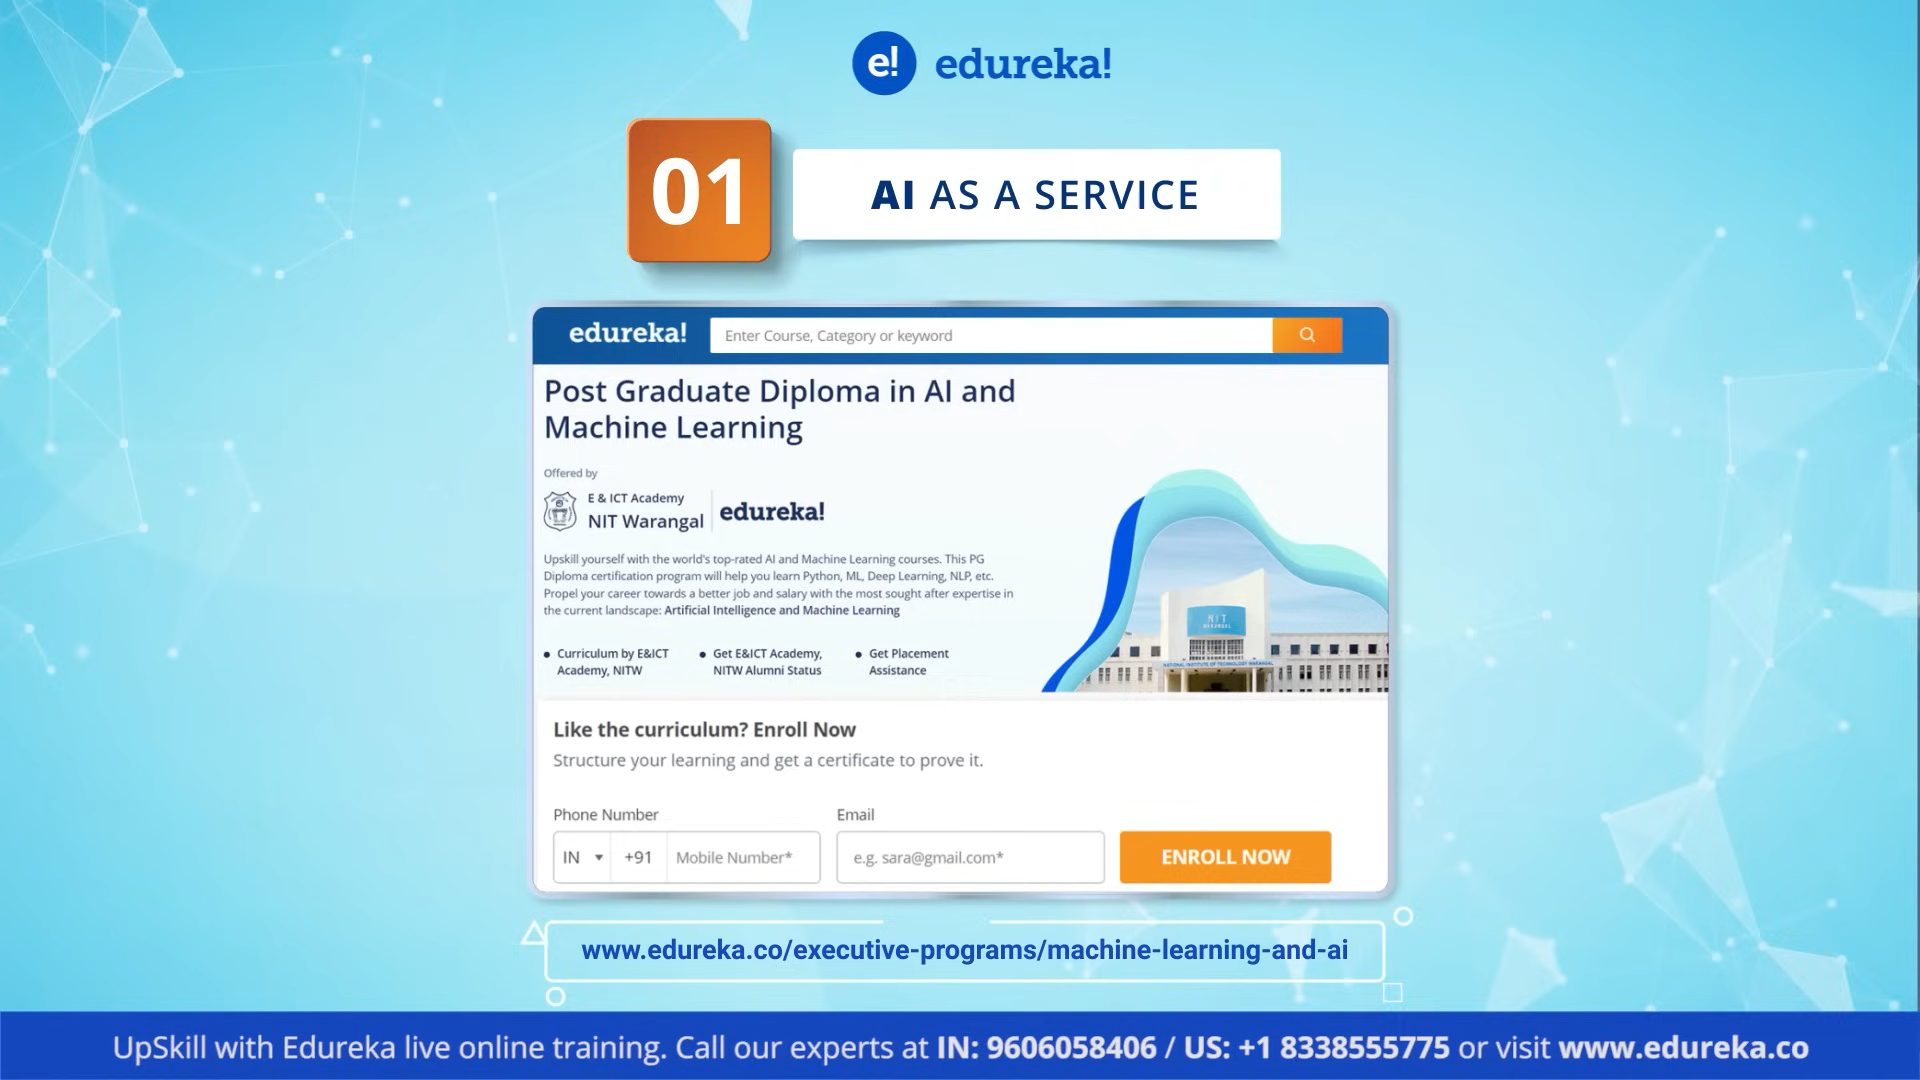 e! edureka!
01
AI AS A SERVICE
edureka!
Enter Course, Category or keyword
Post Graduate Diploma in AI and
Machine Learning
Offered by
E & ICT Academy
NIT Warangal
edureka!
Upskill yourself with the world's top-rated AI and Machine Learning courses. This PG
Diploma certification program will help you learn Python, ML, Deep Learning, NLP, etc.
Propel your career towards a better job and salary with the most sought after expertise in
the current landscape: Artificial Intelligence and Machine Learning
Curriculum by E&ICT
Academy, NITW
Get E&ICT Academy,
NITW Alumni Status
Get Placement
Assistance
NIT
WARANGAL
NATIONAL INSTITUTE OF TECHNOLOGY WARANGAL
Like the curriculum? Enroll Now
Structure your learning and get a certificate to prove it.
Phone Number
Email
IN +91 Mobile Number*
e.g. sara@gmail.com*
ENROLL NOW
www.edureka.co/executive-programs/machine-learning-and-ai
UpSkill with Edureka live online training. Call our experts at IN: 9606058406 / US: +1 8338555775 or visit www.edureka.co